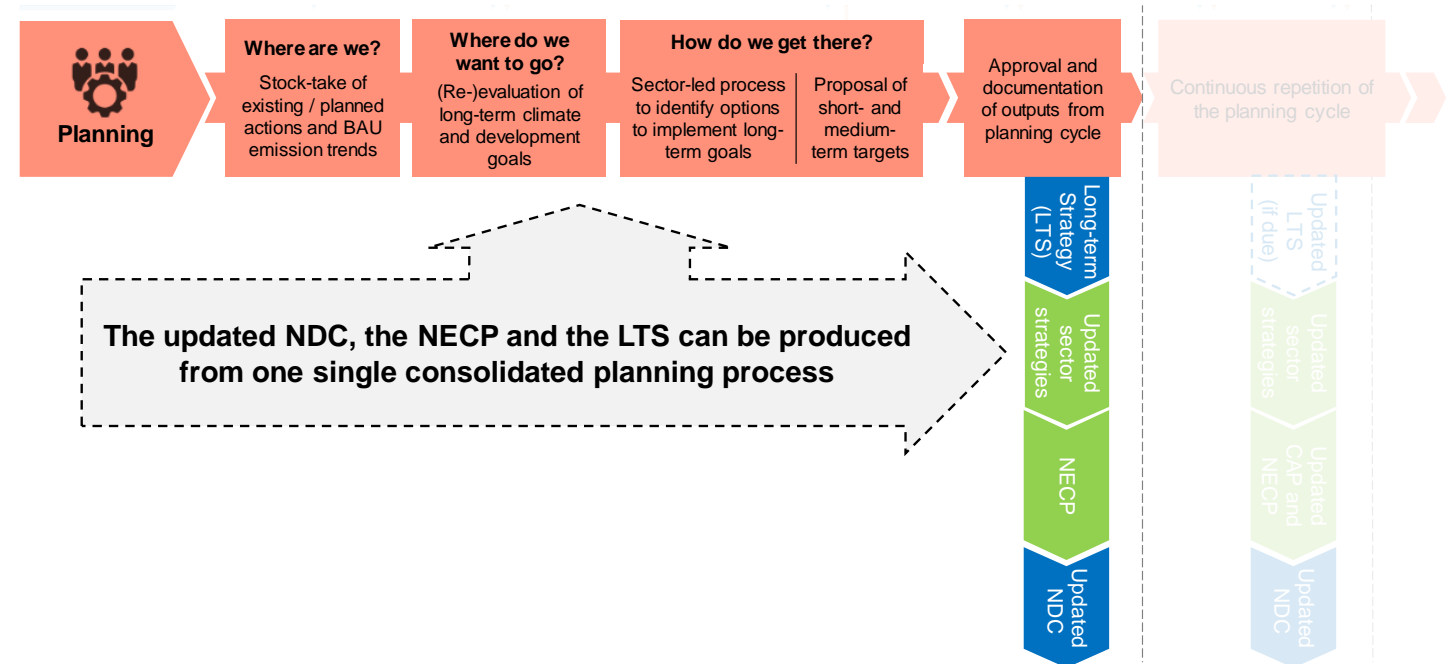 Planning
Where are we?
Stock-take of
existing / planned
actions and BAU
emission trends
Where do we
want to go?
(Re-)evaluation of
long-term climate
and development
goals
How do we get there?
Sector-led process
to identify options
to implement long-
term goals
Proposal of
short- and
medium-
term targets
Approval and
documentation
of outputs from
planning cycle
Continuous repetition of
the planning cycle
The updated NDC, the NECP and the LTS can be produced
from one single consolidated planning process
Long-term
Strategy
(LTS)
Updated
sector
strategies
NECP
Updated
NDC
Updated
LTS
(if due)
Updated
sector
strategies
Updated
CAP and
NECP
Updated
NDC